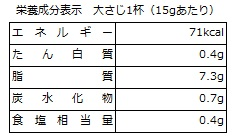 栄養成分表示　大さじ1杯（15gあたり）
エネルギー 71kcal
たん白質 0.4g
脂質 7.3g
炭水化物 0.7g
食塩相当量 0.4g